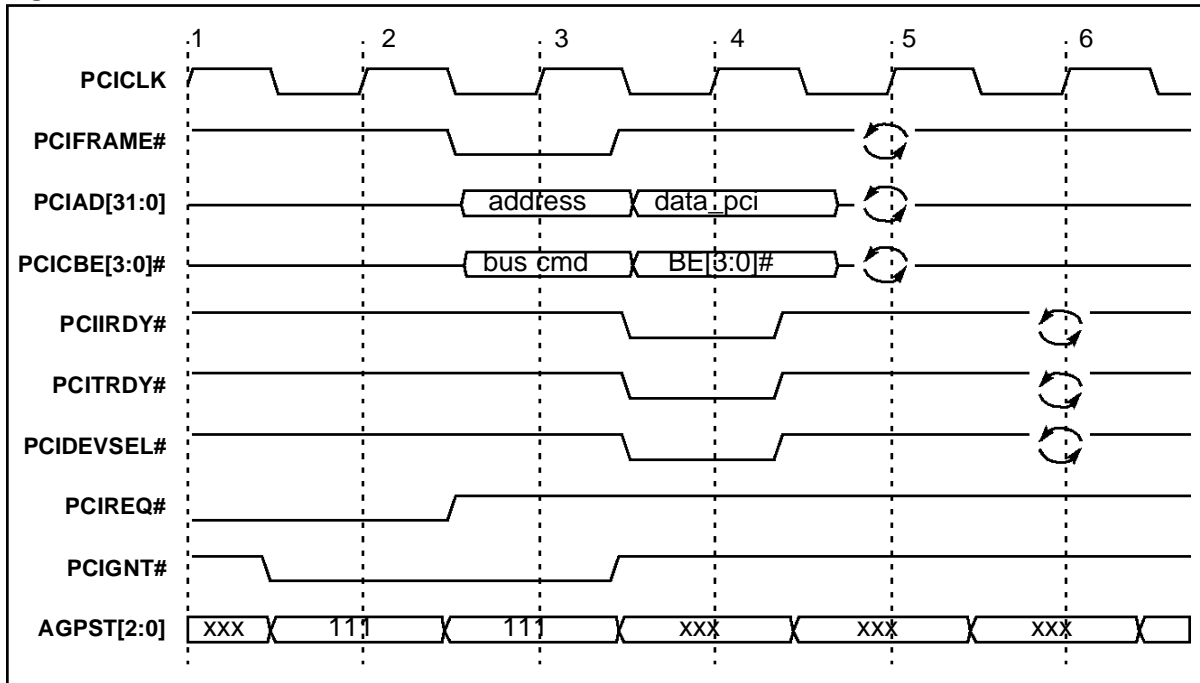 1 2 3 4 5 6
PCICLK
PCIFRAME#
PCIAD[31:0] address data_pci
PCICBE[3:0]# bus cmd BE[3:0]#
PCIIRDY#
PCITRDY#
PCIDEVSEL#
PCIREQ#
PCIGNT#
AGPST[2:0] xxx 111 111 xxx xxx xxx